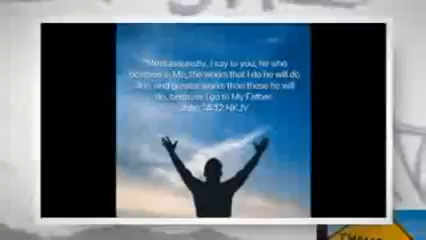 "Most assuredly, I say to you, he who
believes in Me, the works that I do he will do
also; and greater works than these he will
do, because I go to My Father.
John 14:12 NKJV